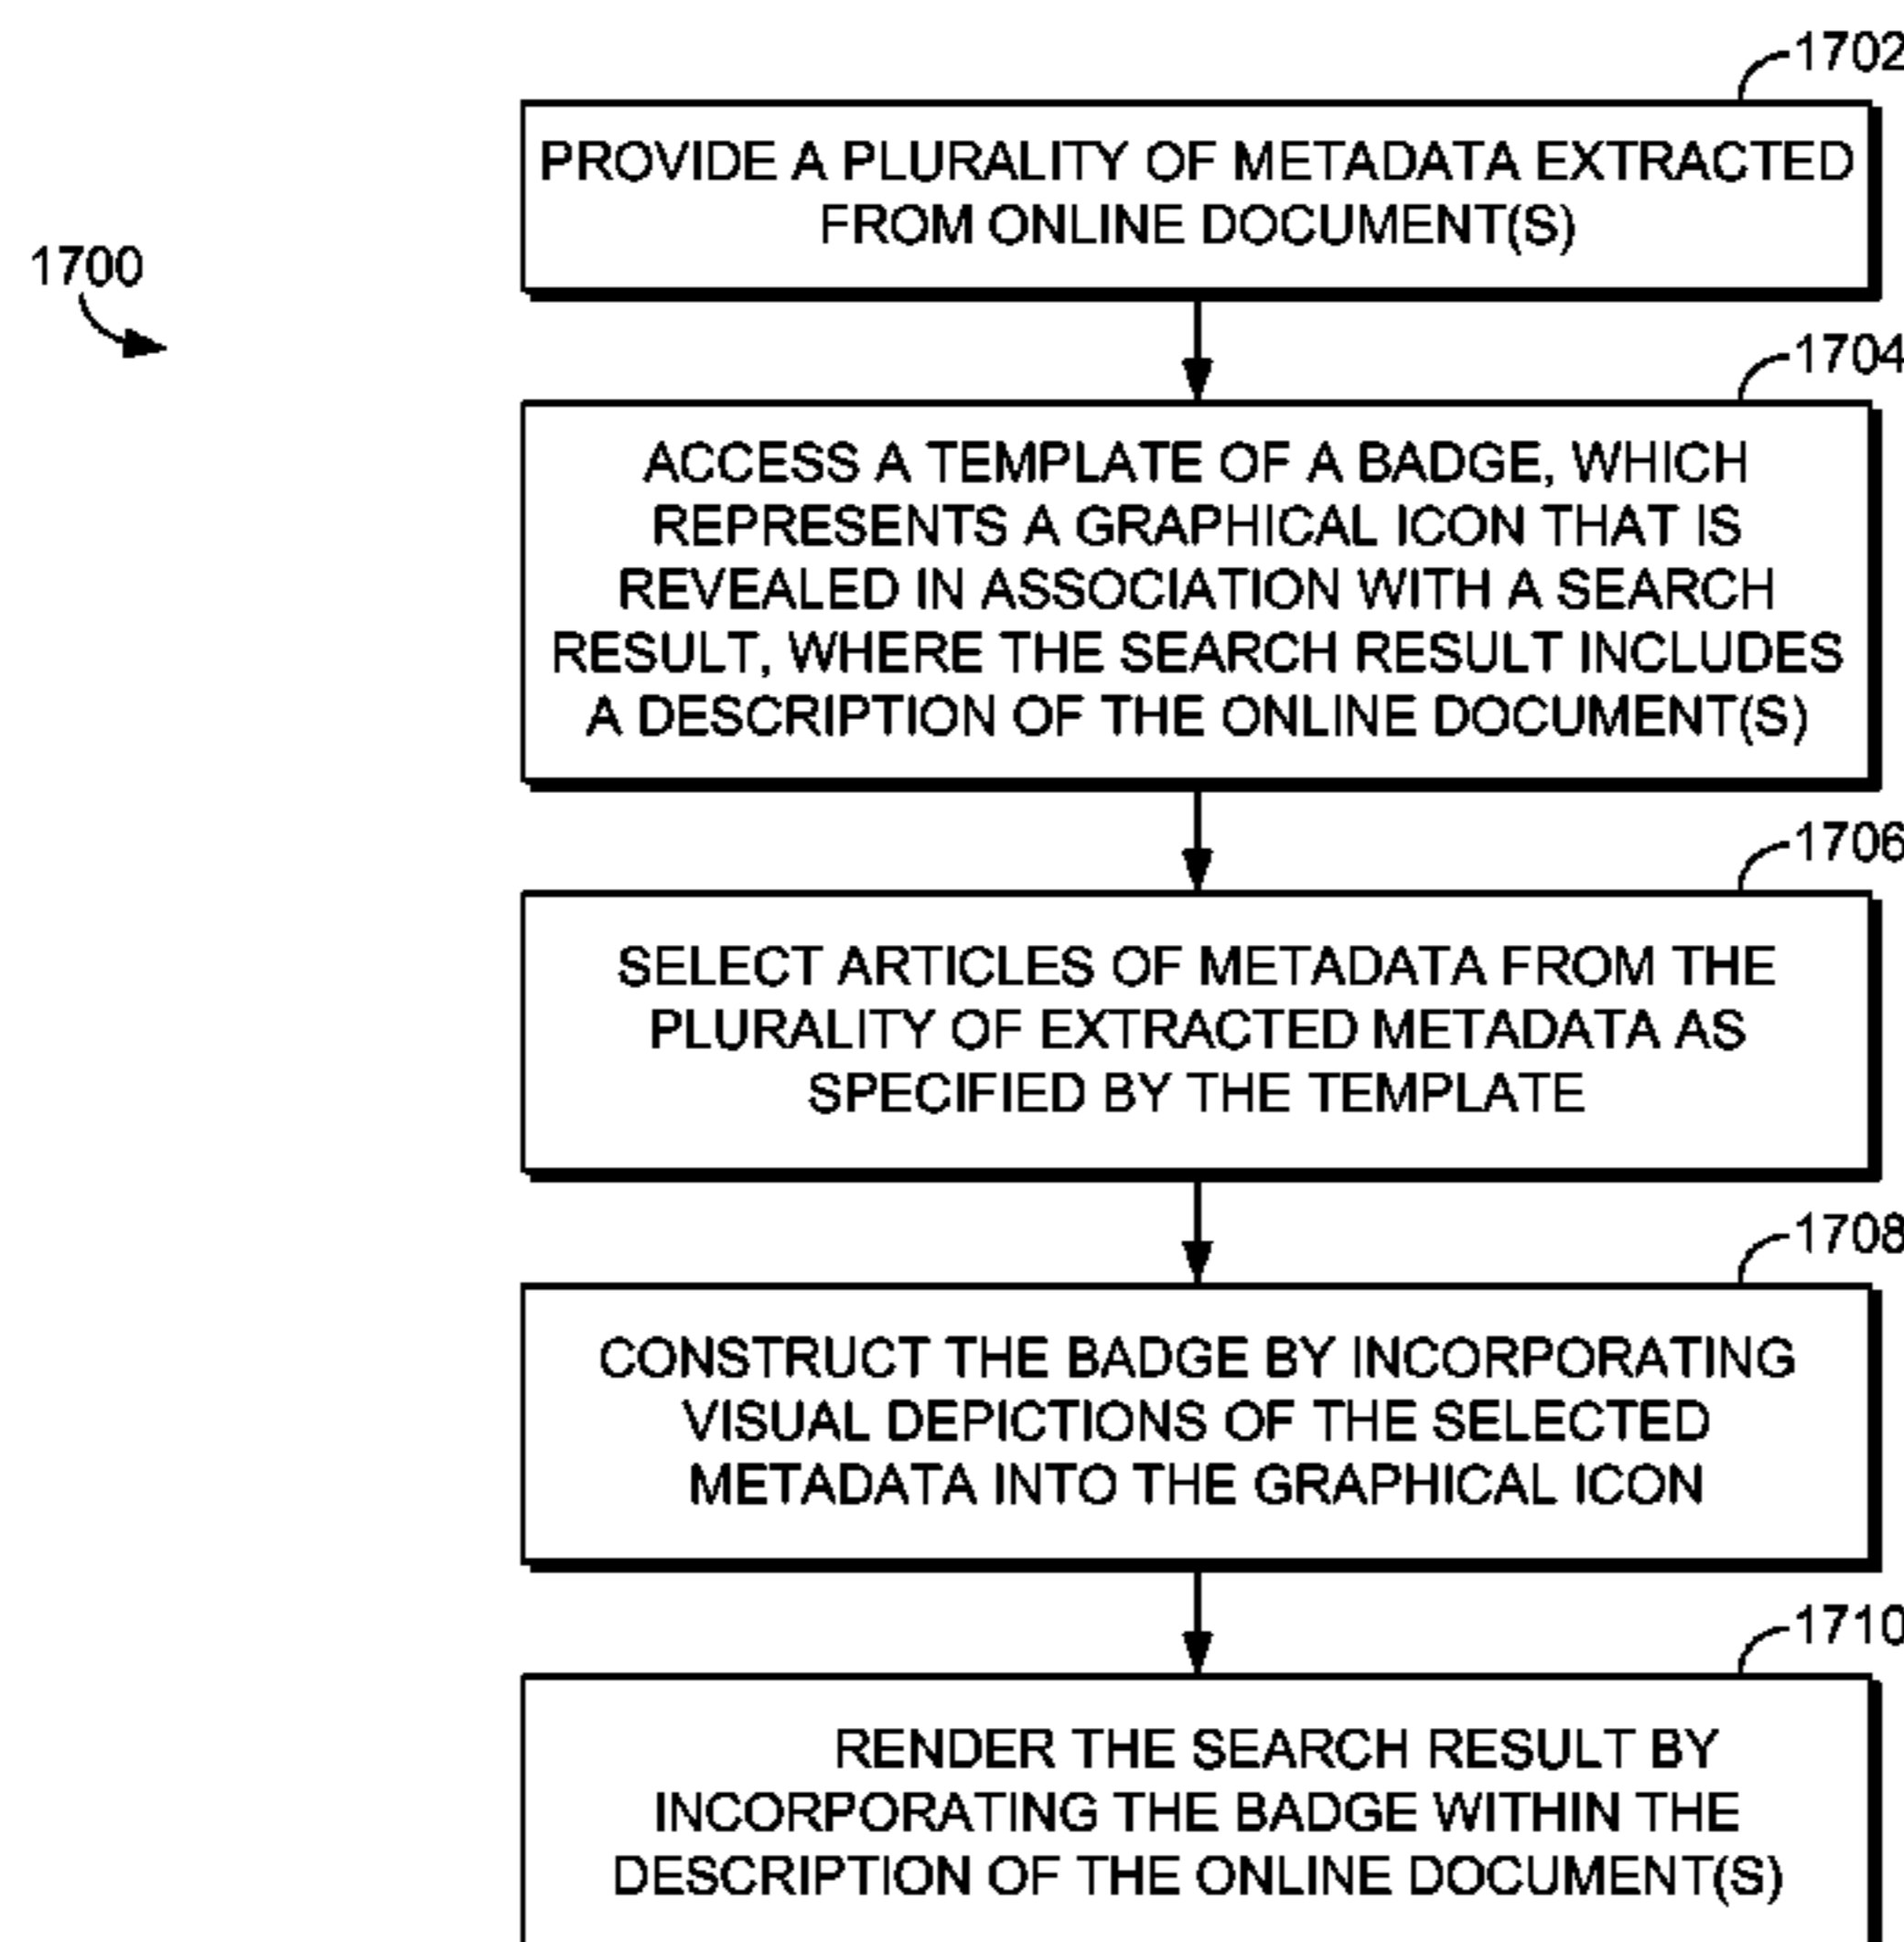 1702
PROVIDE A PLURALITY OF METADATA EXTRACTED
FROM ONLINE DOCUMENT(S)
1700
1704
ACCESS A TEMPLATE OF A BADGE, WHICH
REPRESENTS A GRAPHICAL ICON THAT IS
REVEALED IN ASSOCIATION WITH A SEARCH
RESULT, WHERE THE SEARCH RESULT INCLUDES
A DESCRIPTION OF THE ONLINE DOCUMENT(S)
1706
SELECT ARTICLES OF METADATA FROM THE
PLURALITY OF EXTRACTED METADATA AS
SPECIFIED BY THE TEMPLATE
1708
CONSTRUCT THE BADGE BY INCORPORATING
VISUAL DEPICTIONS OF THE SELECTED
METADATA INTO THE GRAPHICAL ICON
1710
RENDER THE SEARCH RESULT BY
INCORPORATING THE BADGE WITHIN THE
DESCRIPTION OF THE ONLINE DOCUMENT(S)